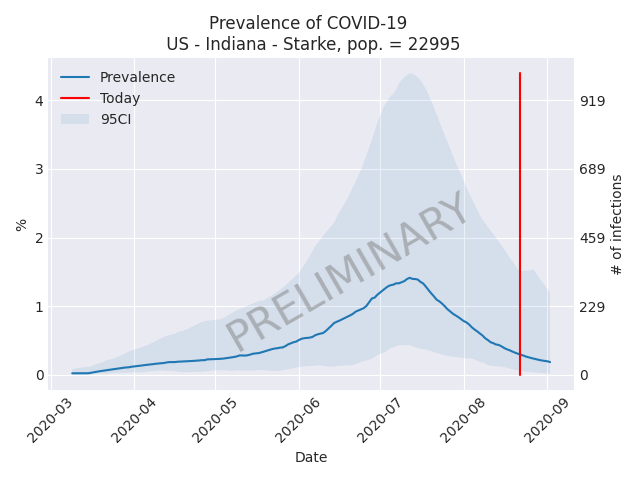 Prevalence of COVID-19
US - Indiana - Starke, pop. = 22995
Prevalence
Today
95CI
4
3
2
1
0
%
919
689
459
229
0
# of infections
PRELIMINARY
2020-03
2020-04
2020-05
2020-06
2020-07
2020-08
2020-09
Date